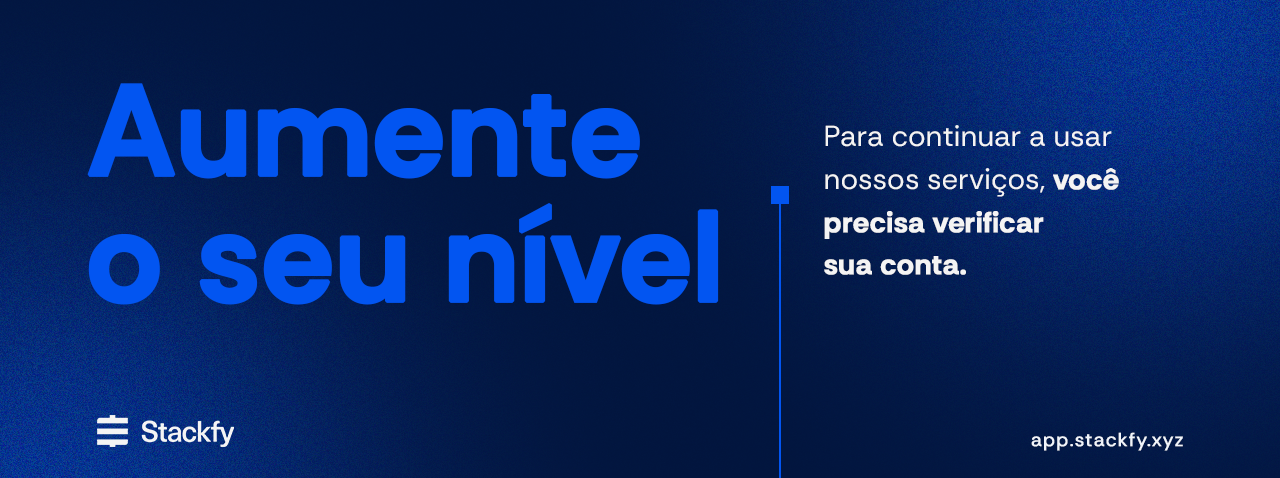 Aumente
o seu nível
Para continuar a usar
nossos serviços, você
precisa verificar
sua conta.
Stackfy
app.stackfy.xyz